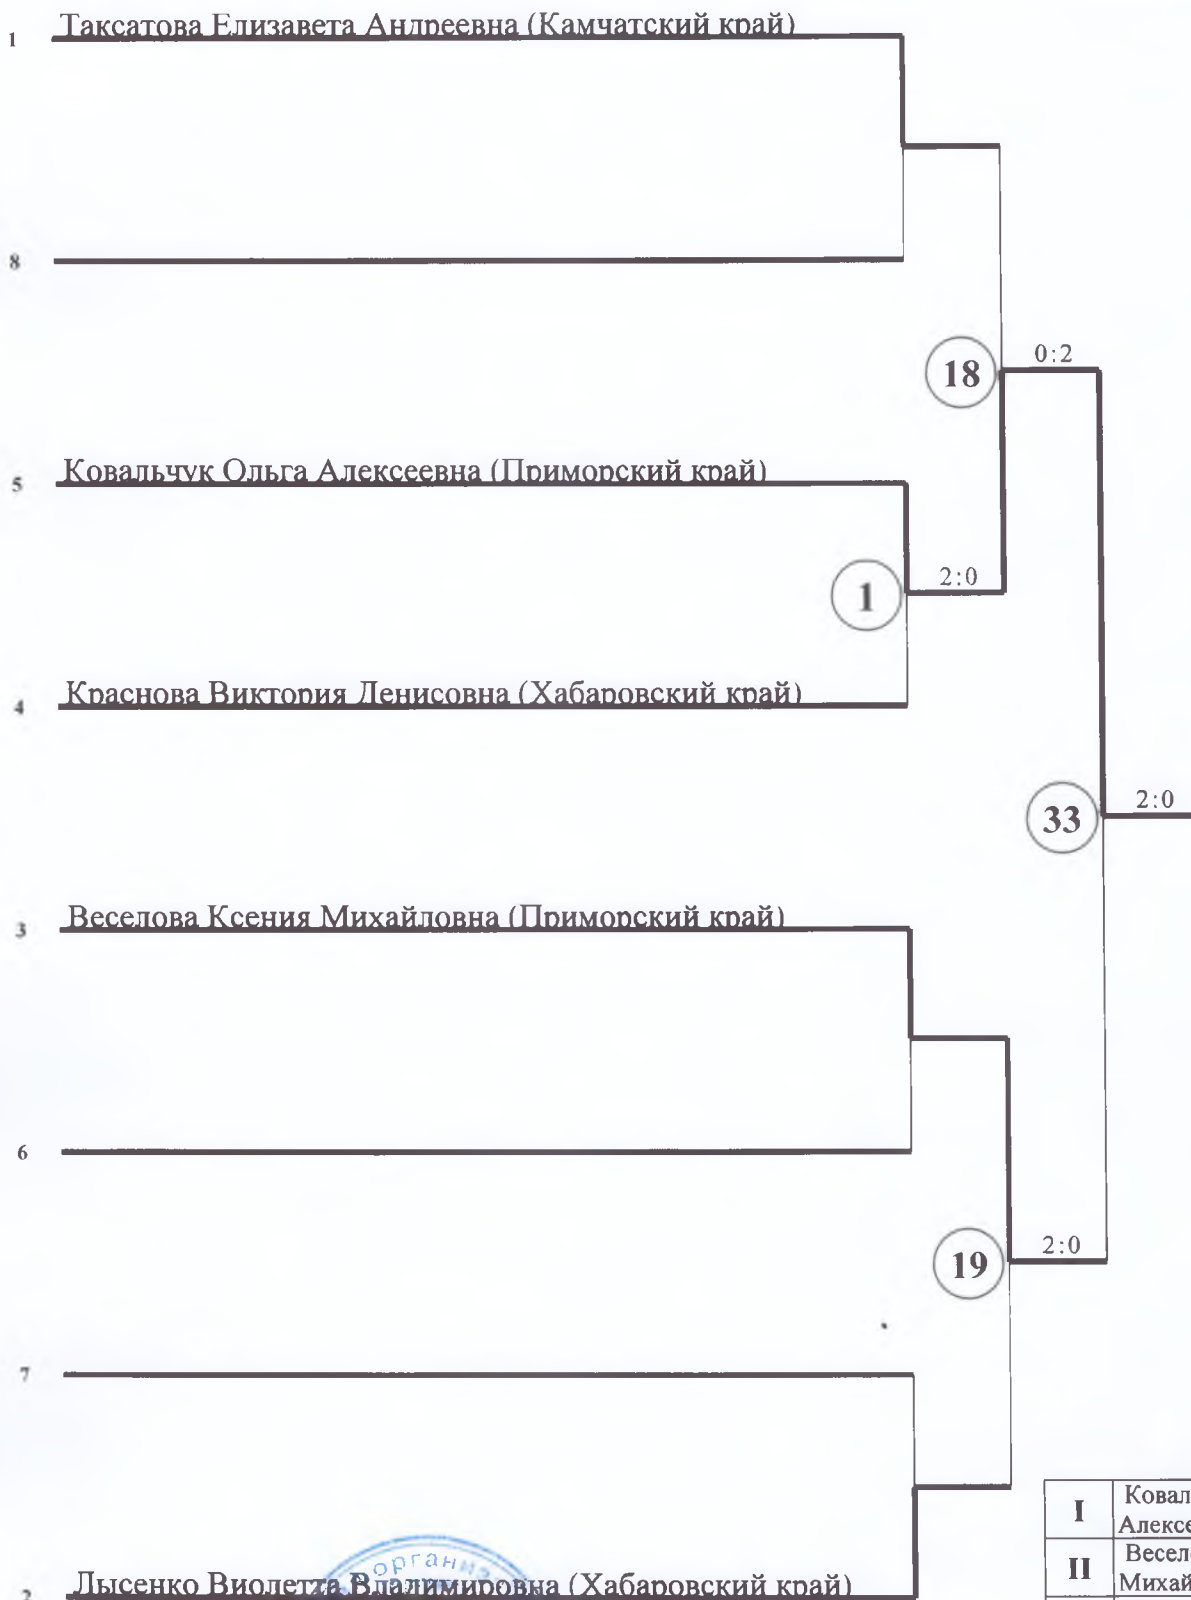 1 Таксатова Елизавета Андреевна (Камчатский край)
8
18 0:2
5 Ковальчук Ольга Алексеевна (Приморский край)
1 2:0
4 Краснова Виктория Денисовна (Хабаровский край)
33 2:0
3 Веселова Ксения Михайловна (Приморский край)
6
19 2:0
7
I Ковал
Алексе
II Весел
Михай
органи
2 Лысенко Виолетта Владимировна (Хабаровский край)